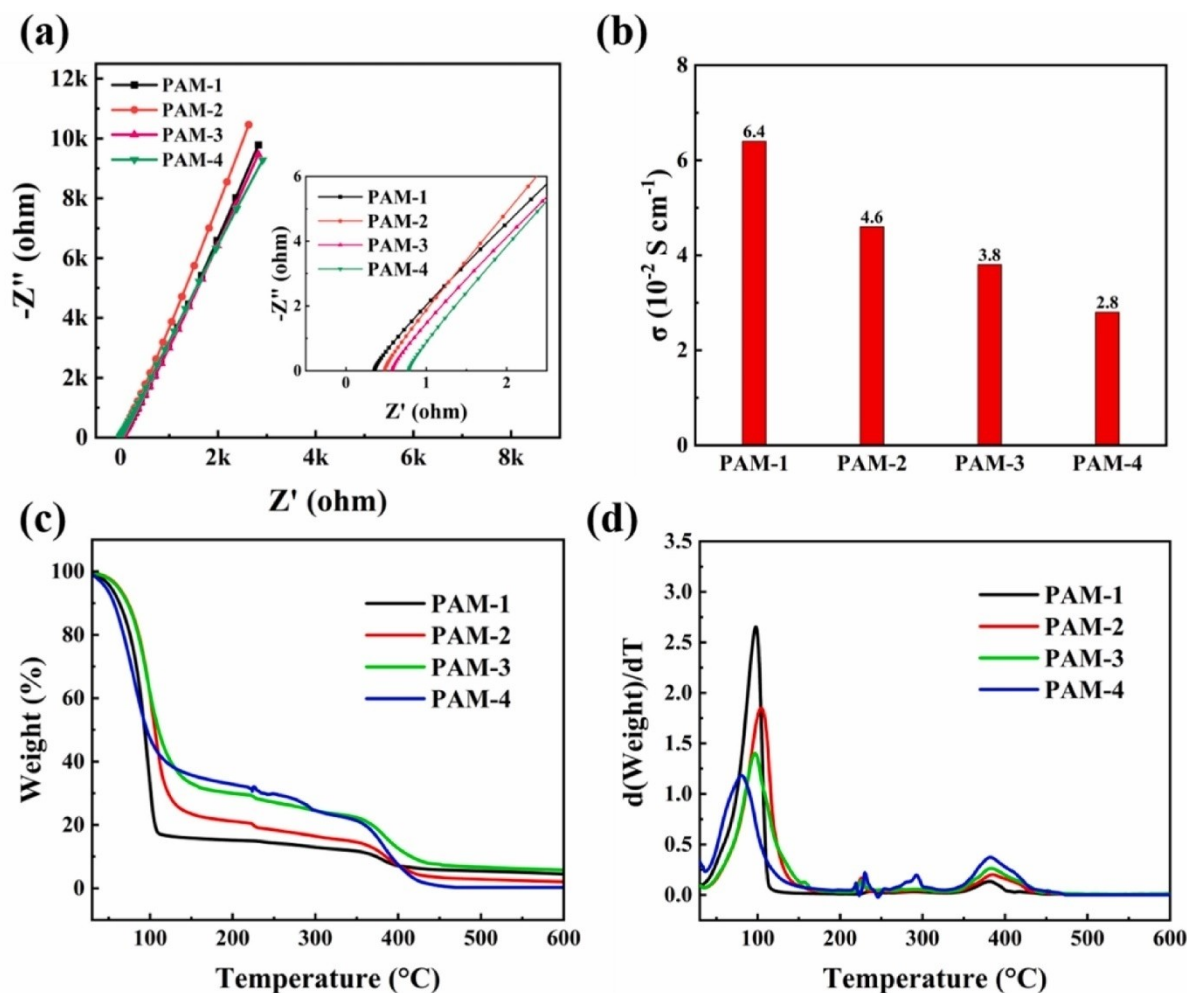 (a)
12k
10k
8k
6k
4k
2k
0
-Z" (ohm)
PAM-1
PAM-2
PAM-3
PAM-4
6
4
2
0
-Z" (ohm)
PAM-1
PAM-2
PAM-3
PAM-4
0 1 2
Z' (ohm)
0 2k 4k 6k 8k
Z' (ohm)
(b)
8
6
4
2
0
σ (10⁻² S cm⁻¹)
6.4
4.6
3.8
2.8
PAM-1 PAM-2 PAM-3 PAM-4
(c)
100
80
60
40
20
0
Weight (%)
PAM-1
PAM-2
PAM-3
PAM-4
100 200 300 400 500 600
Temperature (°C)
(d)
3.5
3.0
2.5
2.0
1.5
1.0
0.5
0.0
d(Weight)/dT
PAM-1
PAM-2
PAM-3
PAM-4
100 200 300 400 500 600
Temperature (°C)